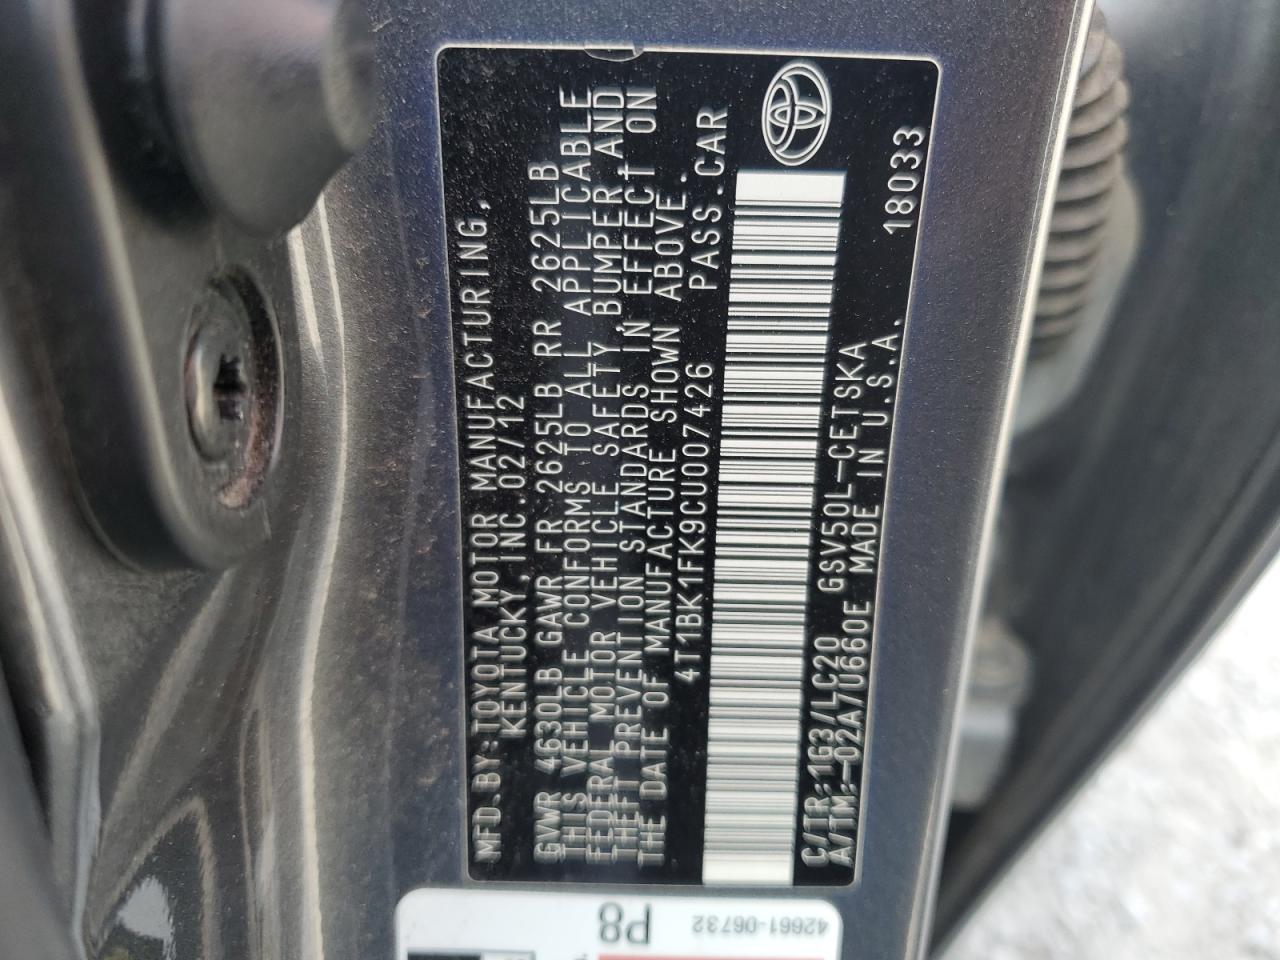 MFD.BY:TOYOTA MOTOR MANUFACTURING,
KENTUCKY, INC. 02/12
GVWR 4630LB GAWR FR 2625LB RR 2625LB
THIS VEHICLE CONFORMS TO ALL APPLICABLE
FEDERAL MOTOR VEHICLE SAFETY, BUMPER, AND
THEFT PREVENTION STANDARDS IN EFFECT ON
THE DATE OF MANUFACTURE SHOWN ABOVE.
4T1BK1FK9CU007426 PASS.CAR
C/TR:1G3/LC20 GSV50L-CETSKA
A/TM:-02A/U660E MADE IN U.S.A. 18033
42661-06732
P8